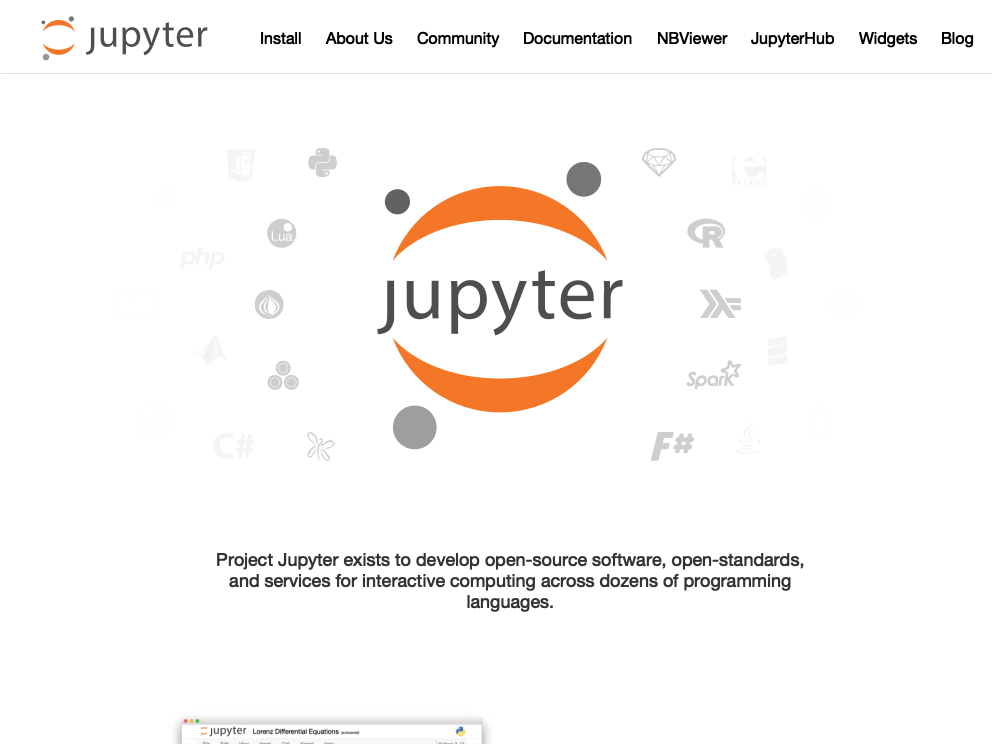 jupyter
Install About Us Community Documentation NBViewer JupyterHub Widgets Blog
JS
Lua
php
R
Spark
C#
F#
jupyter
Project Jupyter exists to develop open-source software, open-standards,
and services for interactive computing across dozens of programming
languages.
jupyter Lorenz Differential Equations (autosaved)